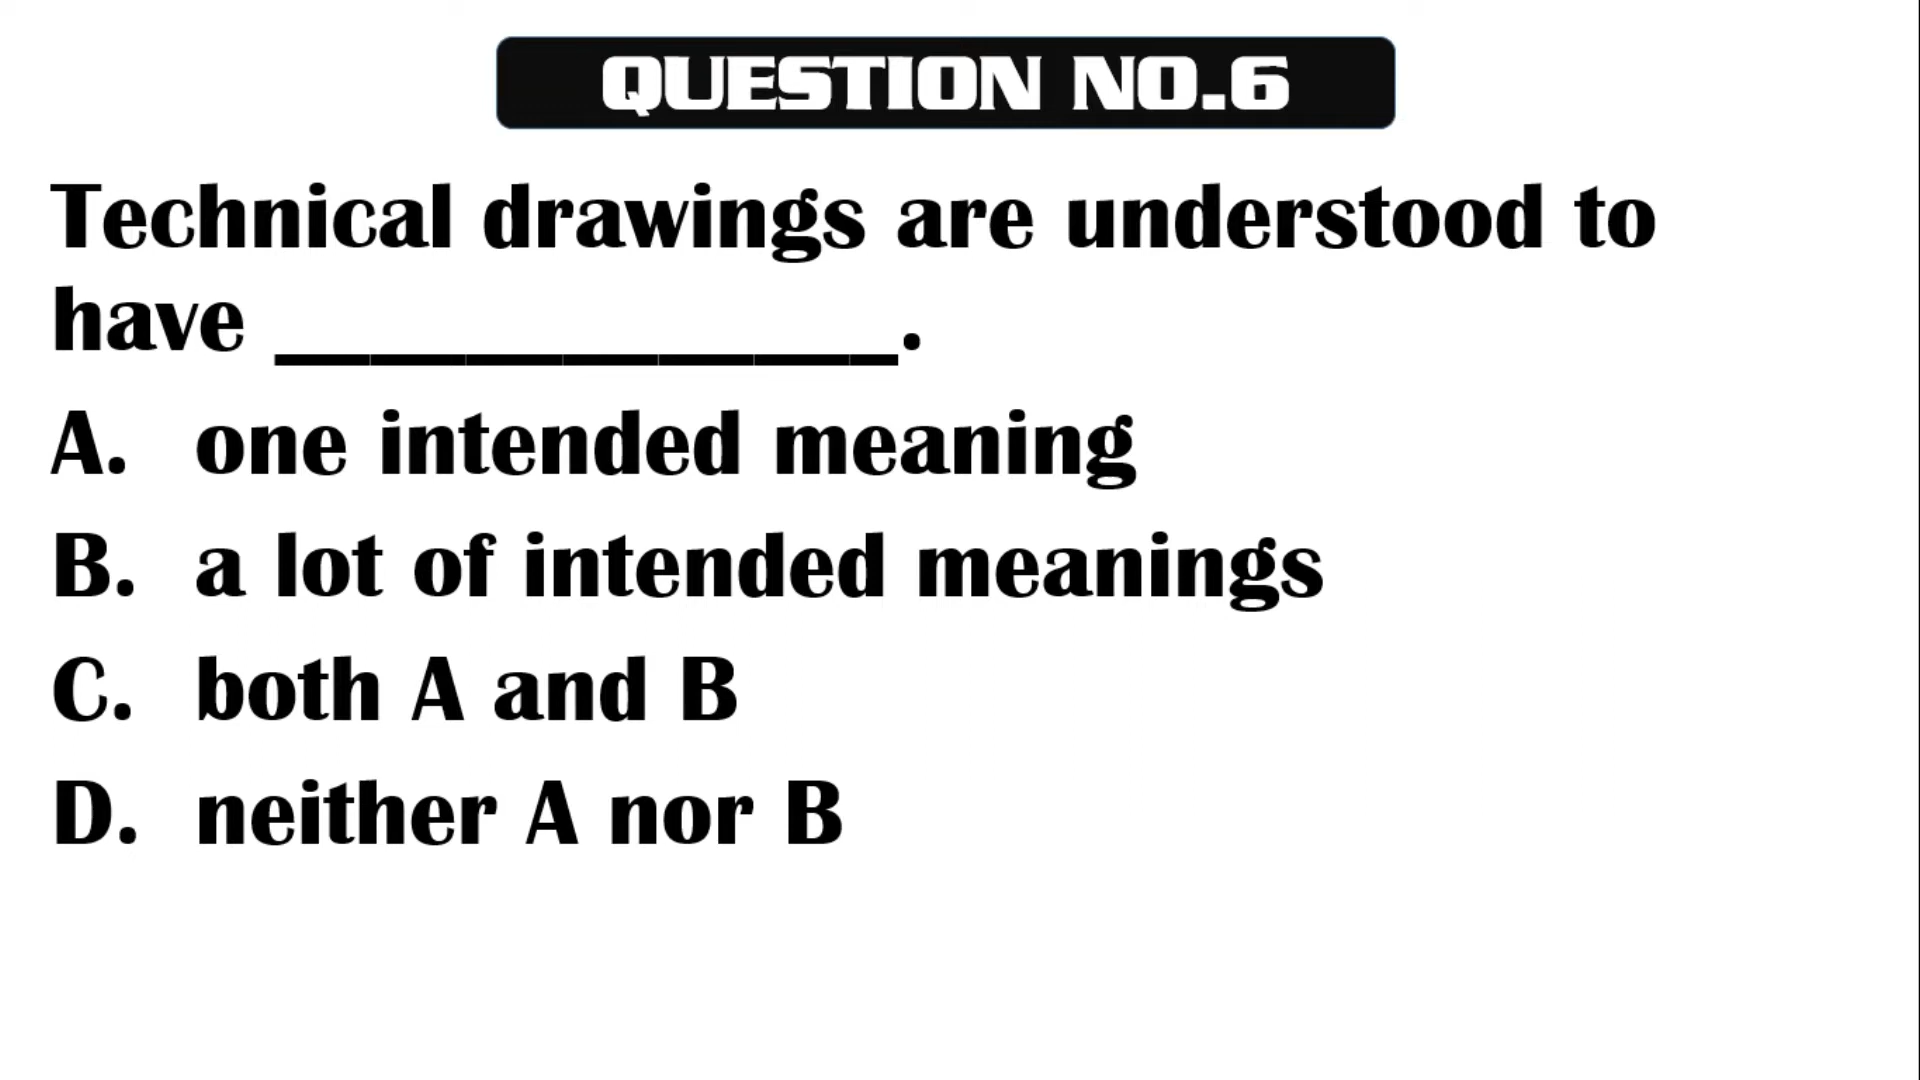 QUESTION NO.6
Technical drawings are understood to
have _____________.
A. one intended meaning
B. a lot of intended meanings
C. both A and B
D. neither A nor B